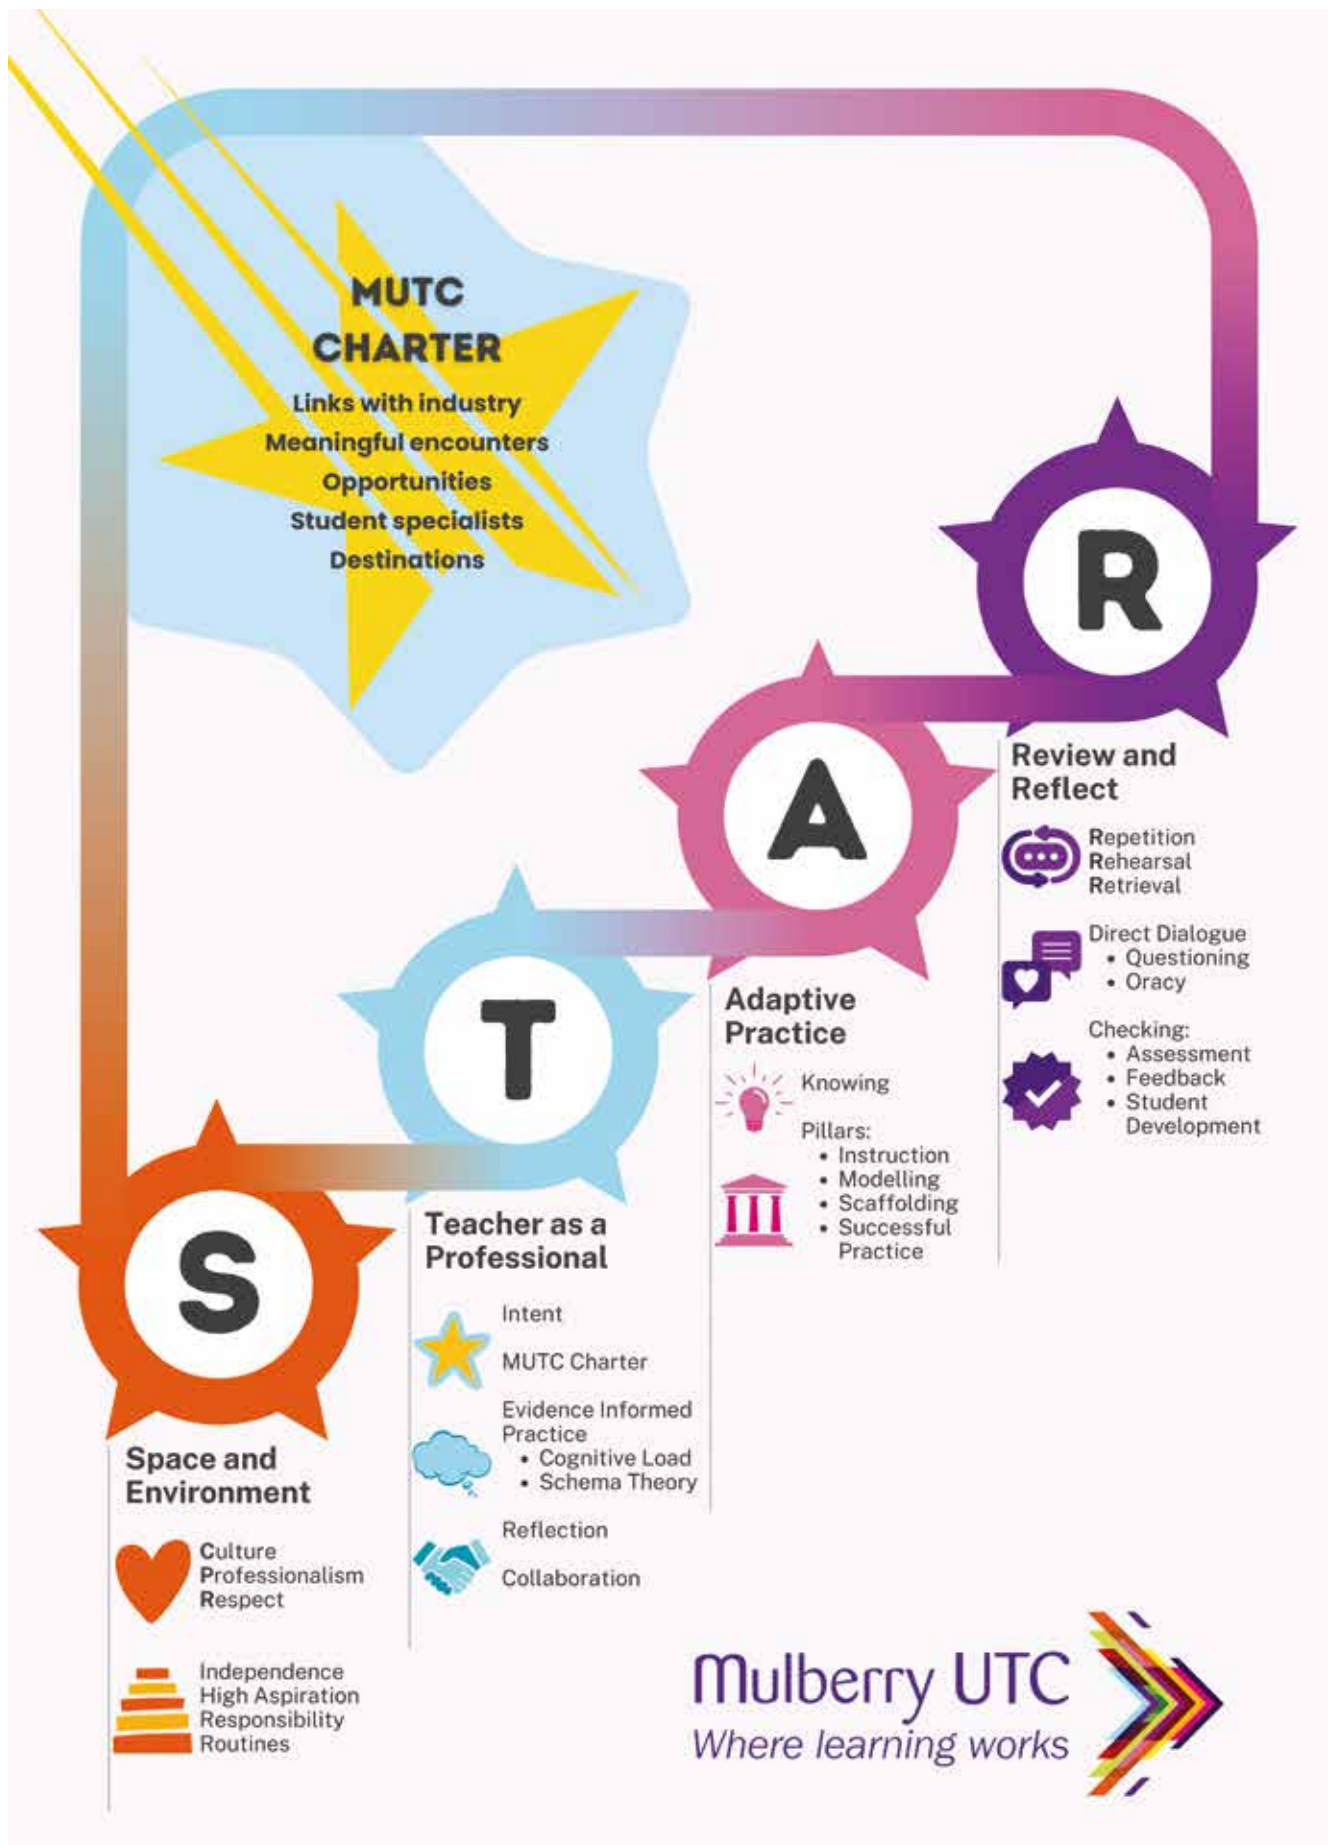 MUTC
CHARTER
Links with industry
Meaningful encounters
Opportunities
Student specialists
Destinations
S
Space and
Environment
Culture
Professionalism
Respect
Independence
High Aspiration
Responsibility
Routines
T
Teacher as a
Professional
Intent
MUTC Charter
Evidence Informed
Practice
• Cognitive Load
• Schema Theory
Reflection
Collaboration
A
Adaptive
Practice
Knowing
Pillars:
• Instruction
• Modelling
• Scaffolding
• Successful
Practice
R
Review and
Reflect
Repetition
Rehearsal
Retrieval
Direct Dialogue
• Questioning
• Oracy
Checking:
• Assessment
• Feedback
• Student
Development
Mulberry UTC
Where learning works